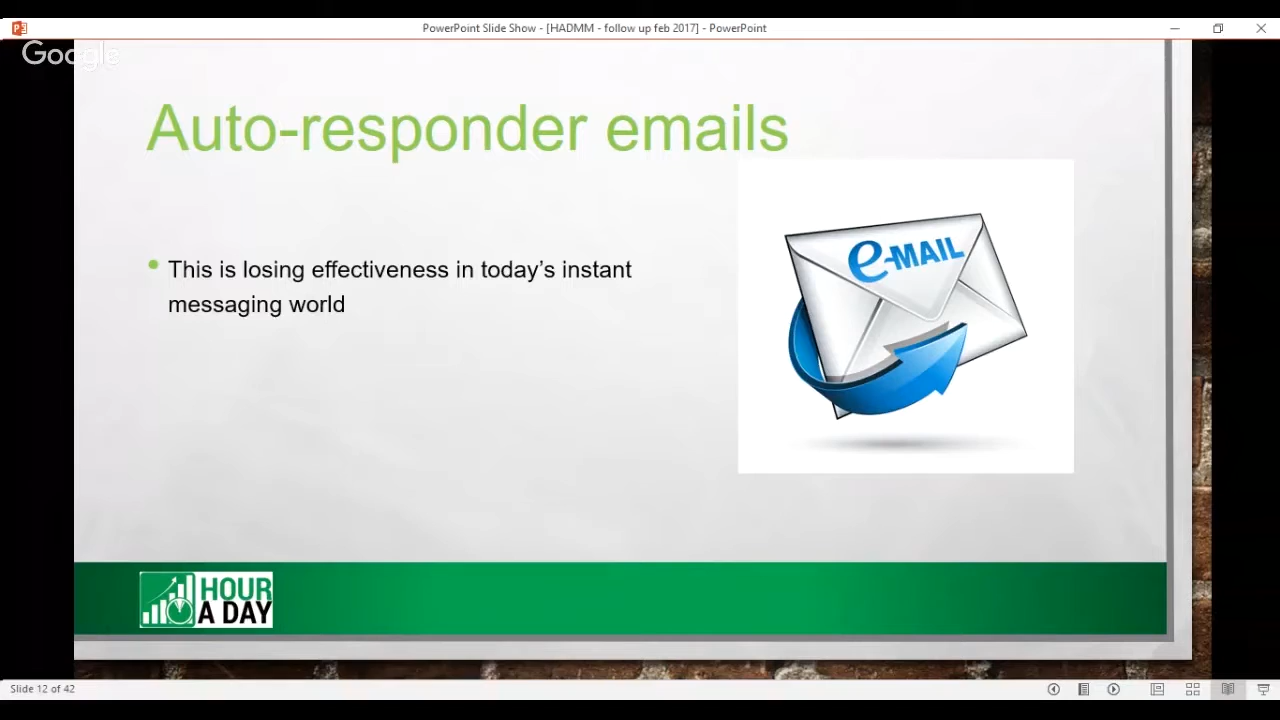 PowerPoint Slide Show - [HADMM - follow up feb 2017] - PowerPoint
Google
Auto-responder emails
• This is losing effectiveness in today’s instant
messaging world
e-MAIL
HOUR
A DAY
Slide 12 of 42